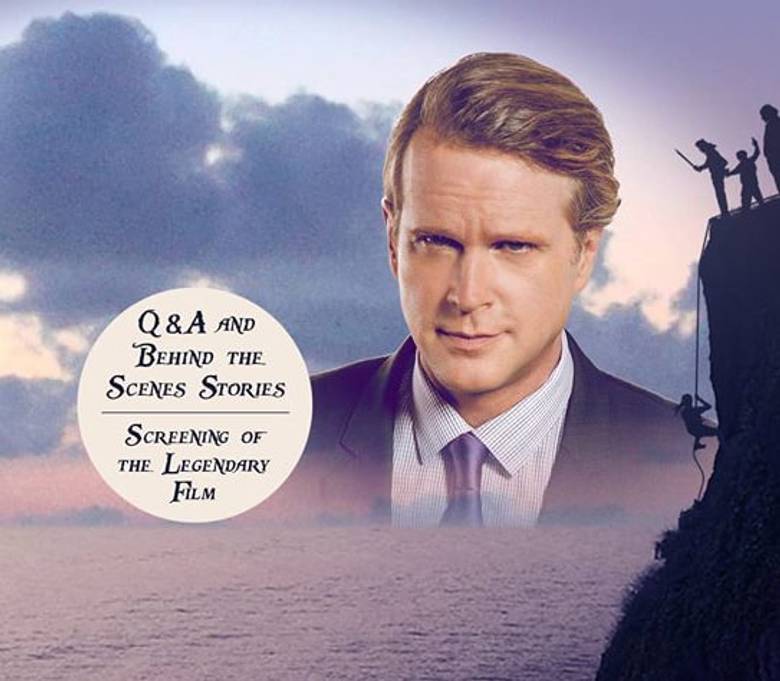 Q & A AND
BEHIND THE
SCENES STORIES
SCREENING OF
THE LEGENDARY
FILM